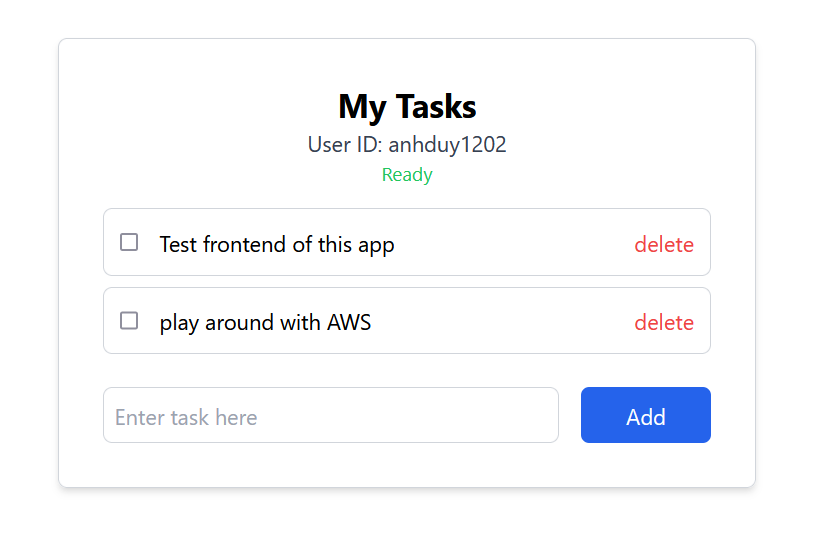 My Tasks
User ID: anhduy1202
Ready
Test frontend of this app delete
play around with AWS delete
Enter task here Add